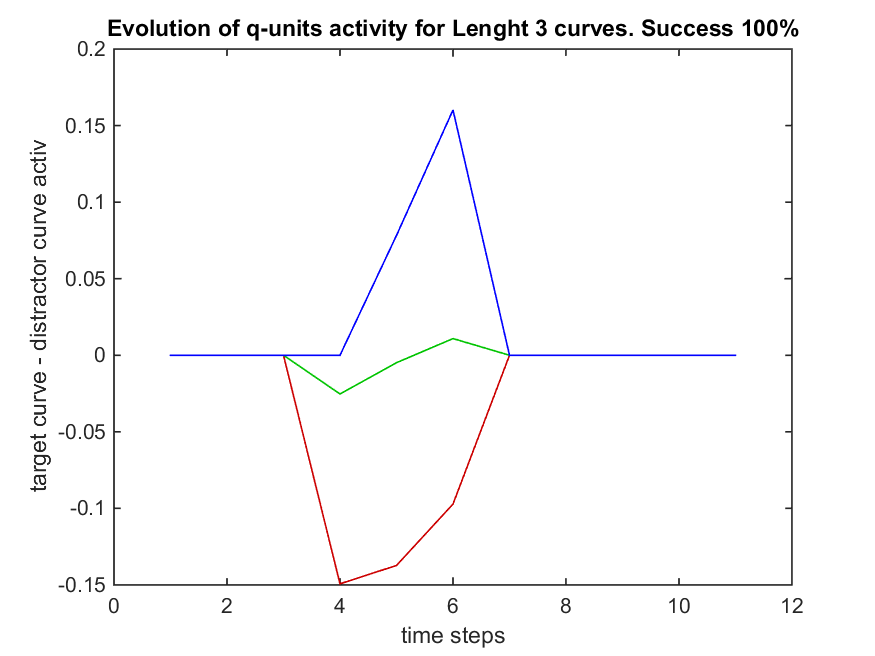 Evolution of q-units activity for Lenght 3 curves. Success 100%
target curve - distractor curve activ
0.2
0.15
0.1
0.05
0
-0.05
-0.1
-0.15
0 2 4 6 8 10 12
time steps